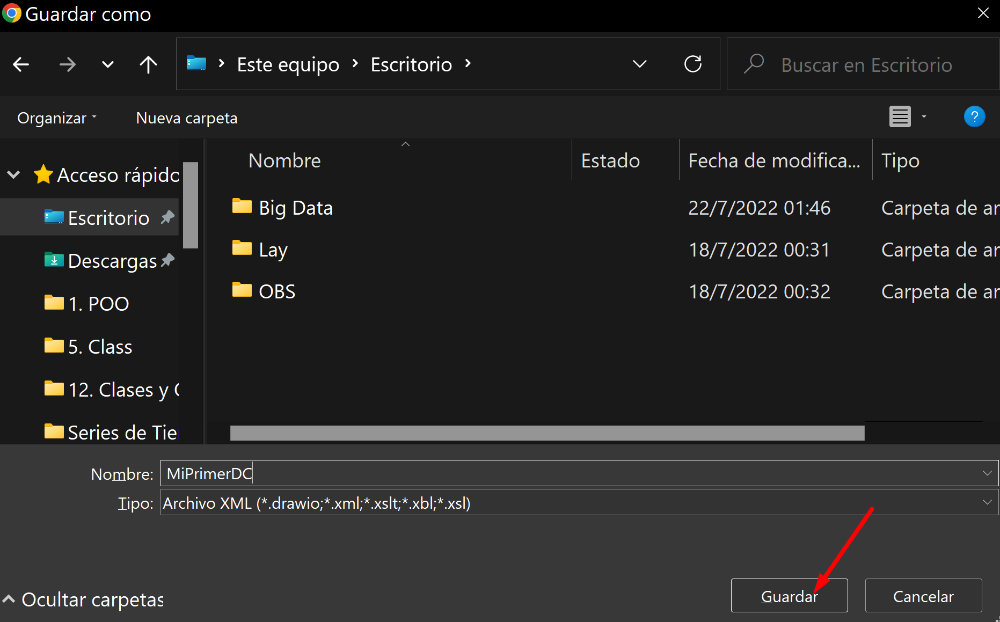 Guardar como
Este equipo Escritorio
Buscar en Escritorio
Organizar
Nueva carpeta
?
Nombre Estado Fecha de modifica... Tipo
Acceso rápido
Escritorio
Descargas
1. POO
5. Class
12. Clases y
Series de Tie
Big Data 22/7/2022 01:46 Carpeta de ar
Lay 18/7/2022 00:31 Carpeta de ar
OBS 18/7/2022 00:32 Carpeta de ar
Nombre: MiPrimerDC
Tipo: Archivo XML (*.drawio;*.xml;*.xslt;*.xbl;*.xsl)
Ocultar carpetas
Guardar
Cancelar